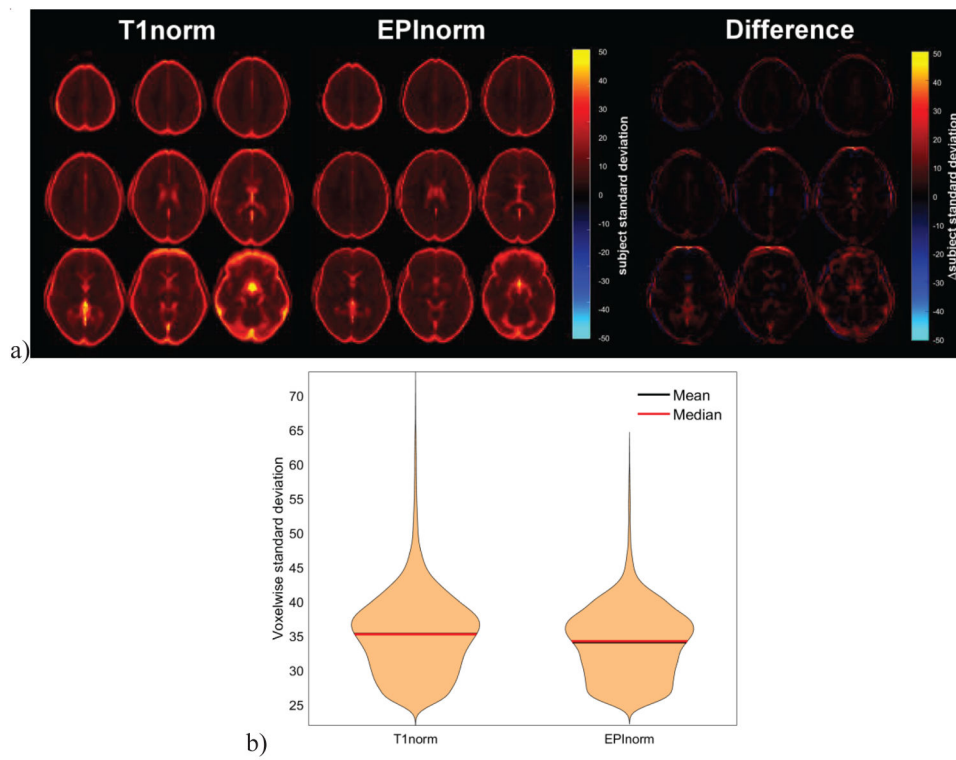 T1norm
EPInorm
Difference
50
40
30
20
10
0
-10
-20
-30
-40
-50
subject standard deviation
50
40
30
20
10
0
-10
-20
-30
-40
-50
Δsubject standard deviation
a)
70
65
60
55
50
45
40
35
30
25
Voxelwise standard deviation
Mean
Median
T1norm
EPInorm
b)